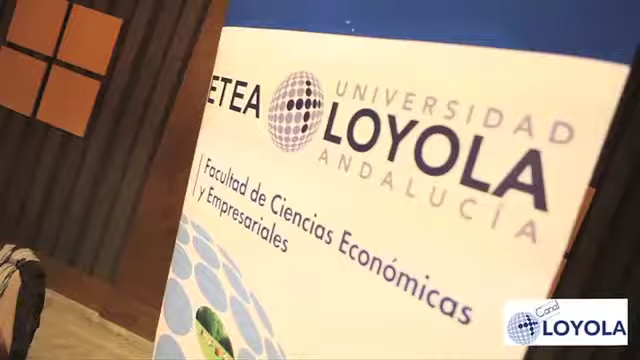 ETEA
UNIVERSIDAD
LOYOLA
ANDALUCÍA
Facultad de Ciencias Económicas
y Empresariales
Canal
LOYOLA